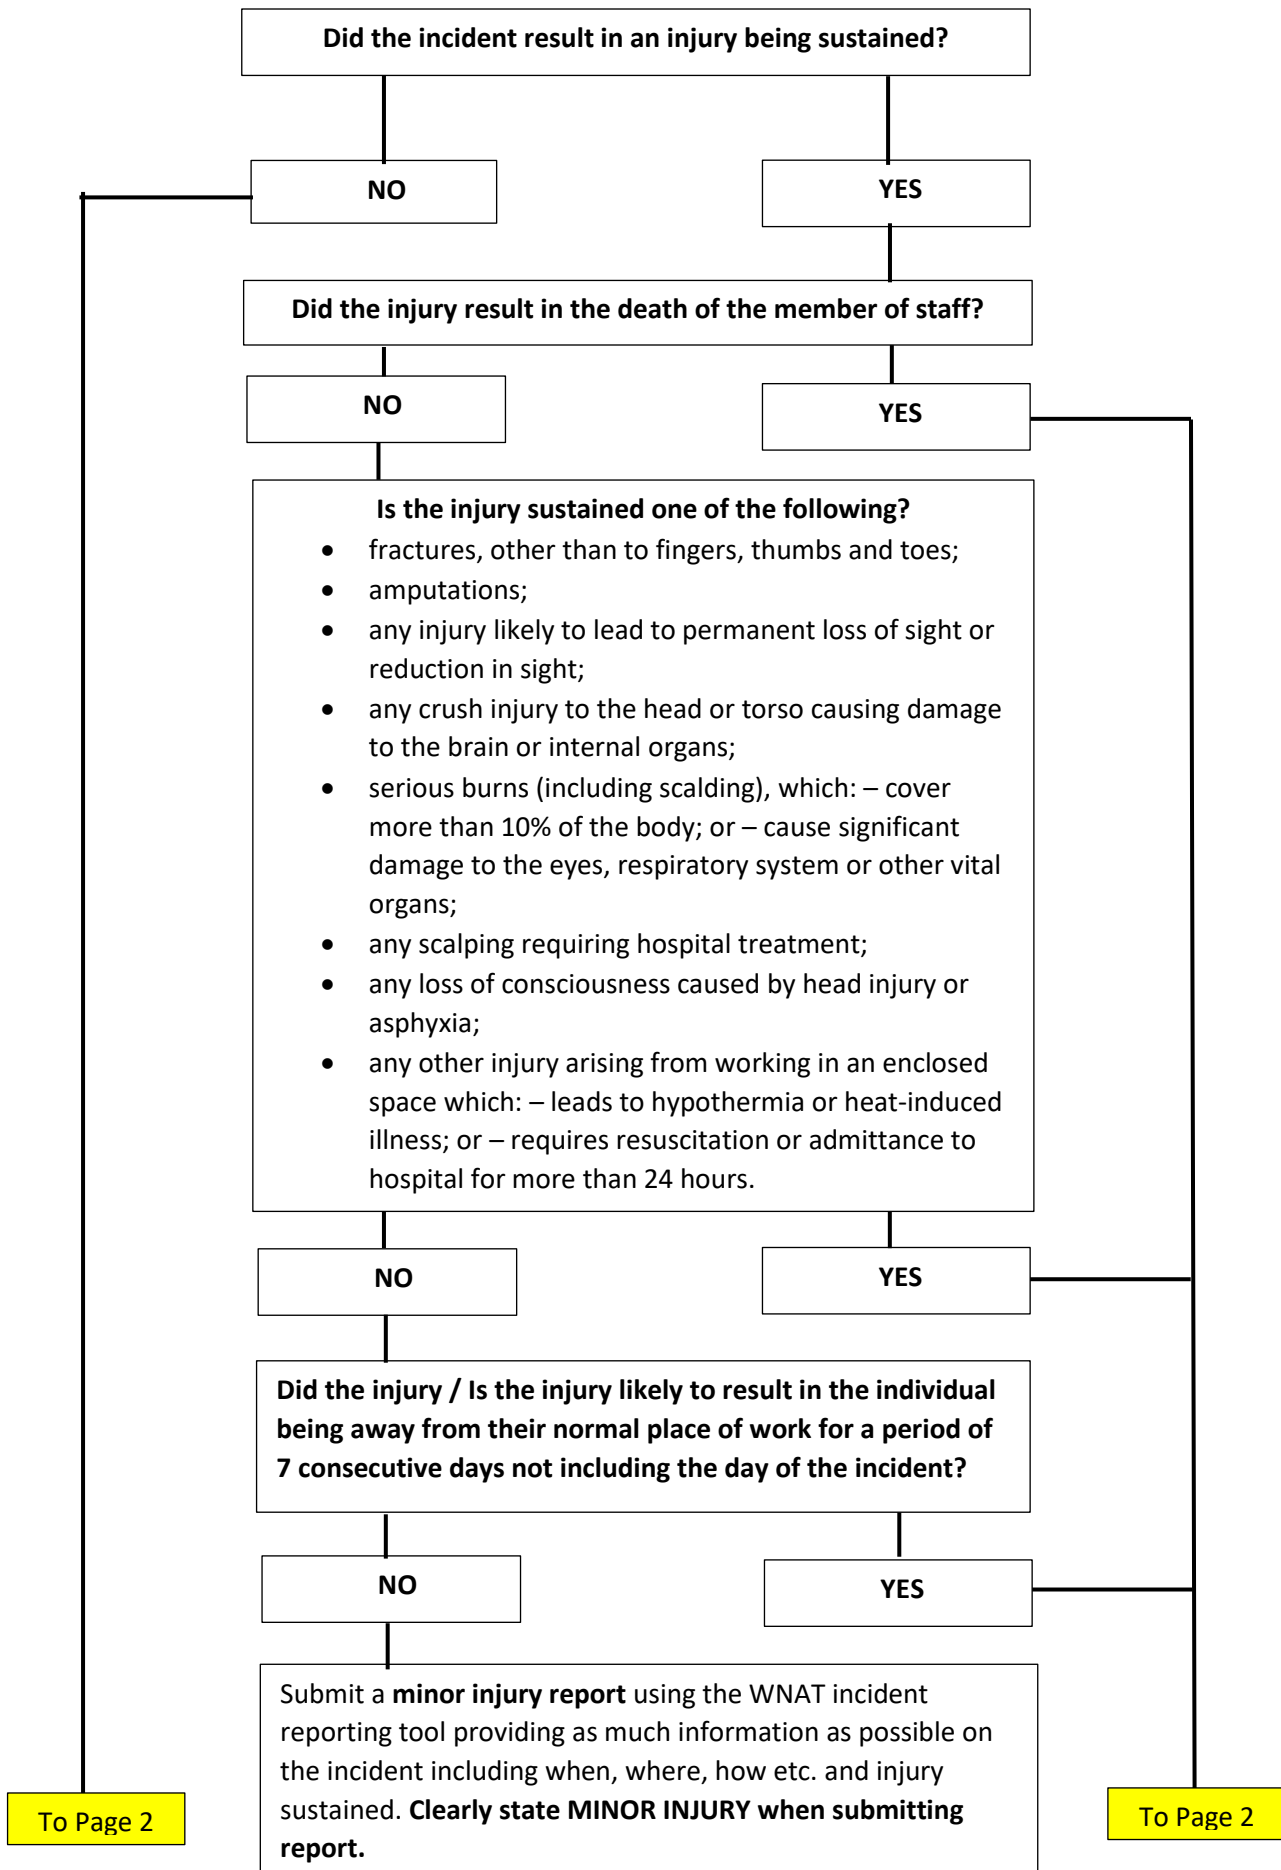 Did the incident result in an injury being sustained?
NO
YES
Did the injury result in the death of the member of staff?
NO
YES
Is the injury sustained one of the following?
• fractures, other than to fingers, thumbs and toes;
• amputations;
• any injury likely to lead to permanent loss of sight or
reduction in sight;
• any crush injury to the head or torso causing damage
to the brain or internal organs;
• serious burns (including scalding), which: – cover
more than 10% of the body; or – cause significant
damage to the eyes, respiratory system or other vital
organs;
• any scalping requiring hospital treatment;
• any loss of consciousness caused by head injury or
asphyxia;
• any other injury arising from working in an enclosed
space which: – leads to hypothermia or heat-induced
illness; or – requires resuscitation or admittance to
hospital for more than 24 hours.
NO
YES
Did the injury / Is the injury likely to result in the individual
being away from their normal place of work for a period of
7 consecutive days not including the day of the incident?
NO
YES
Submit a minor injury report using the WNAT incident
reporting tool providing as much information as possible on
the incident including when, where, how etc. and injury
sustained. Clearly state MINOR INJURY when submitting
report.
To Page 2
To Page 2